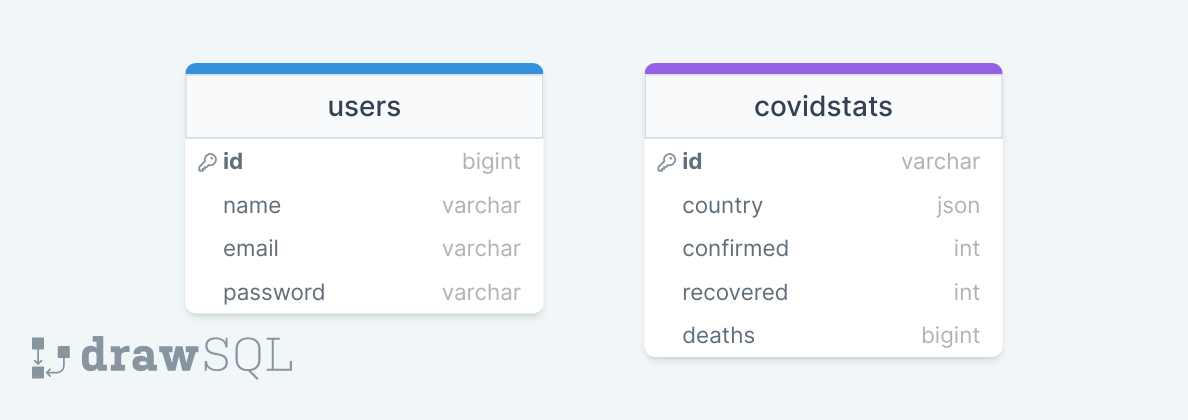 users
id bigint
name varchar
email varchar
password varchar
covidstats
id varchar
country json
confirmed int
recovered int
deaths bigint
drawSQL